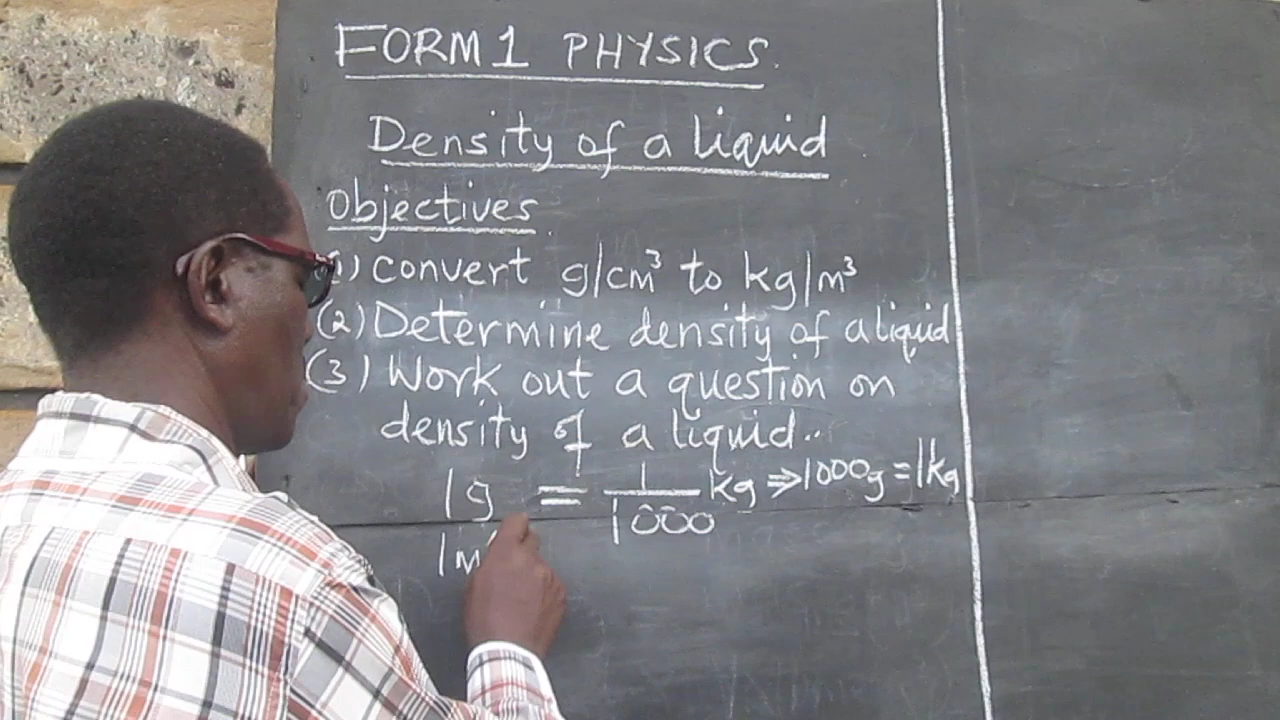 FORM 1 PHYSICS.
Density of a liquid
Objectives
(1) Convert g/cm³ to kg/m³
(2) Determine density of a liquid
(3) Work out a question on
density of a liquid..
1g = 1/1000 kg ⇒ 1000g = 1kg
1m